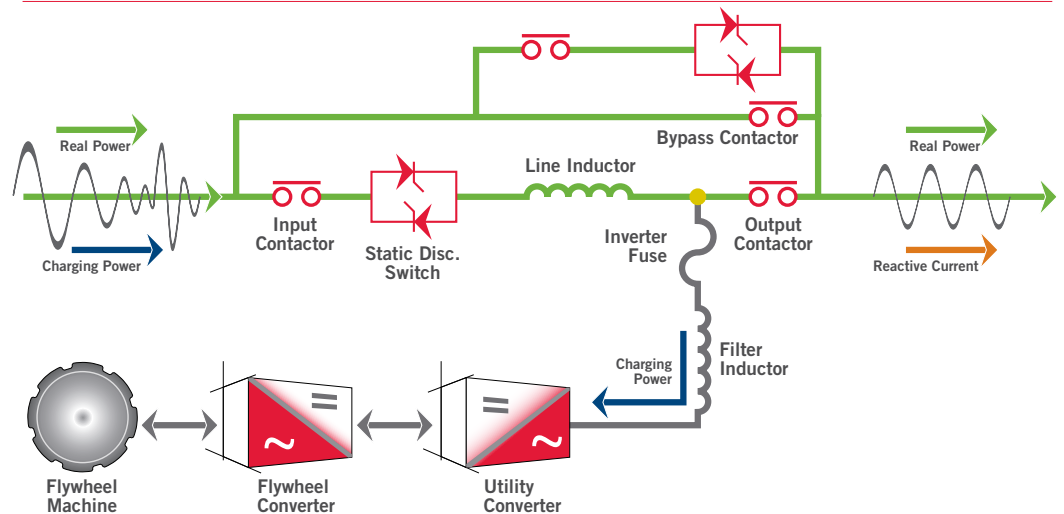 Real Power
Bypass Contactor
Real Power
Line Inductor
Input
Contactor
Static Disc.
Switch
Inverter
Fuse
Output
Contactor
Charging Power
Reactive Current
Charging
Power
Filter
Inductor
Flywheel
Machine
Flywheel
Converter
Utility
Converter